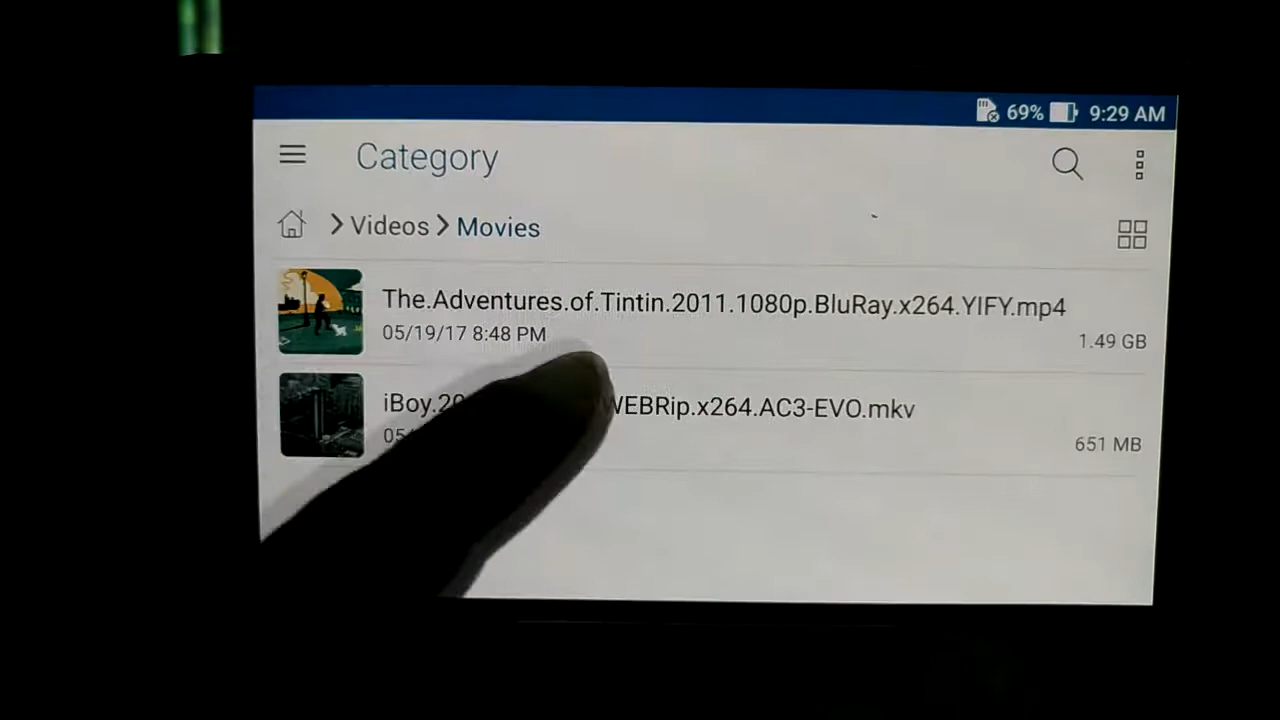 69% 9:29 AM
Category
Videos Movies
The.Adventures.of.Tintin.2011.1080p.BluRay.x264.YIFY.mp4
05/19/17 8:48 PM
1.49 GB
iBoy.20 WEBRip.x264.AC3-EVO.mkv
651 MB